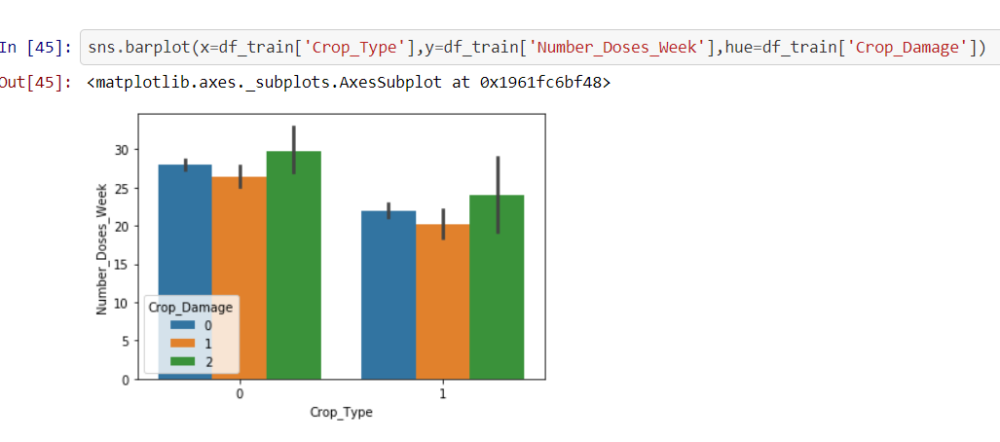 In [45]: sns.barplot(x=df_train['Crop_Type'],y=df_train['Number_Doses_Week'],hue=df_train['Crop_Damage'])
Out[45]: <matplotlib.axes._subplots.AxesSubplot at 0x1961fc6bf48>
30
25
20
15
10
5
0
Number_Doses_Week
Crop_Damage
0
1
2
0 1
Crop_Type